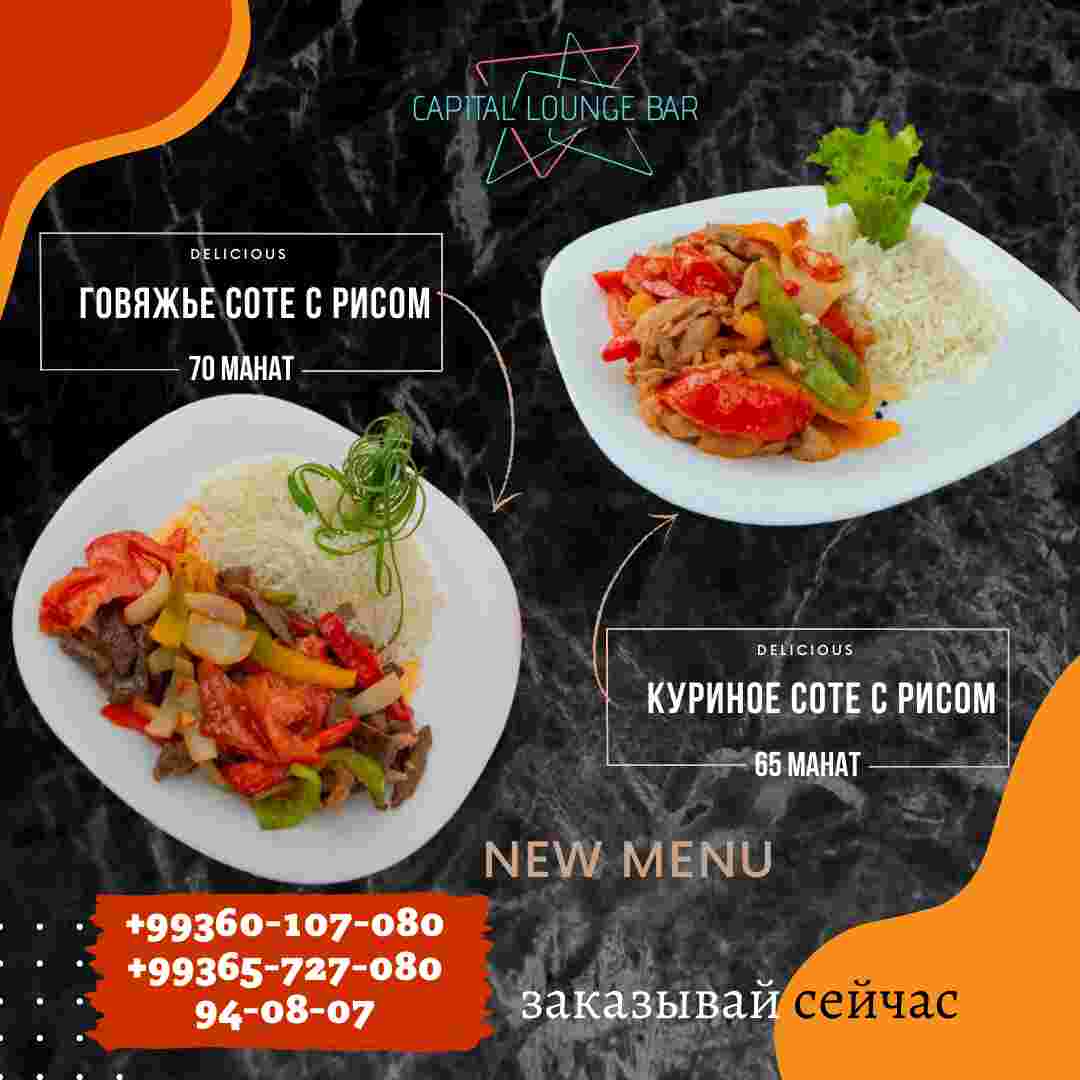 CAPITAL LOUNGE BAR
DELICIOUS
ГОВЯЖЬЕ СОТЕ С РИСОМ
70 МАНАТ
DELICIOUS
КУРИНОЕ СОТЕ С РИСОМ
65 МАНАТ
NEW MENU
+99360-107-080
+99365-727-080
94-08-07
заказывай сейчас